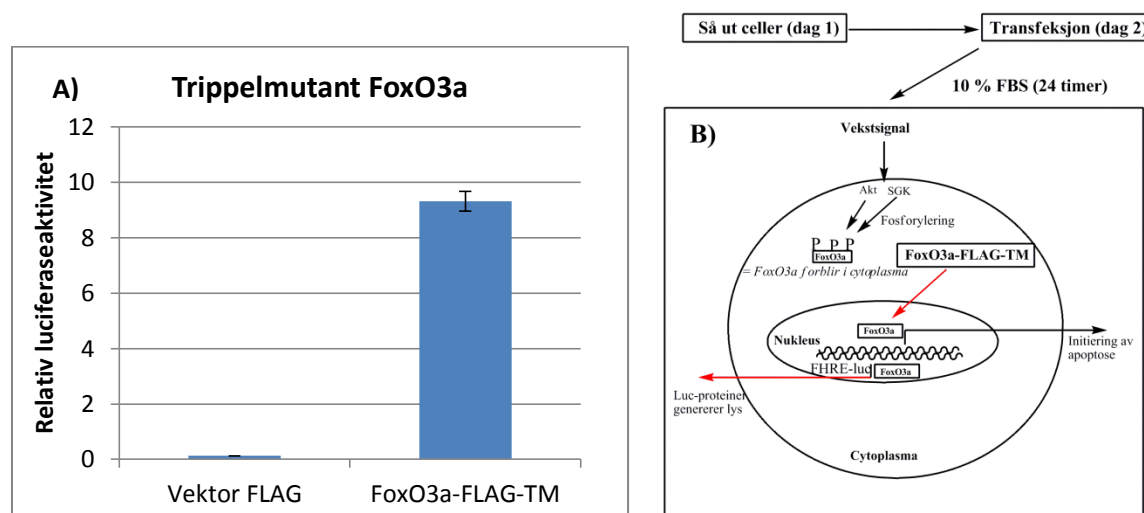 A)
Trippelmutant FoxO3a
Relativ luciferaseaktivitet
12
10
8
6
4
2
0
Vektor FLAG
FoxO3a-FLAG-TM
Så ut celler (dag 1)
Transfeksjon (dag 2)
10 % FBS (24 timer)
B)
Vekstsignal
Akt SGK
Fosforylering
P P P
FoxO3a
= FoxO3a forblir i cytoplasma
FoxO3a-FLAG-TM
FoxO3a
Nukleus
FHRE-luc
FoxO3a
Initiering av
apoptose
Luc-proteiner
genererer lys
Cytoplasma